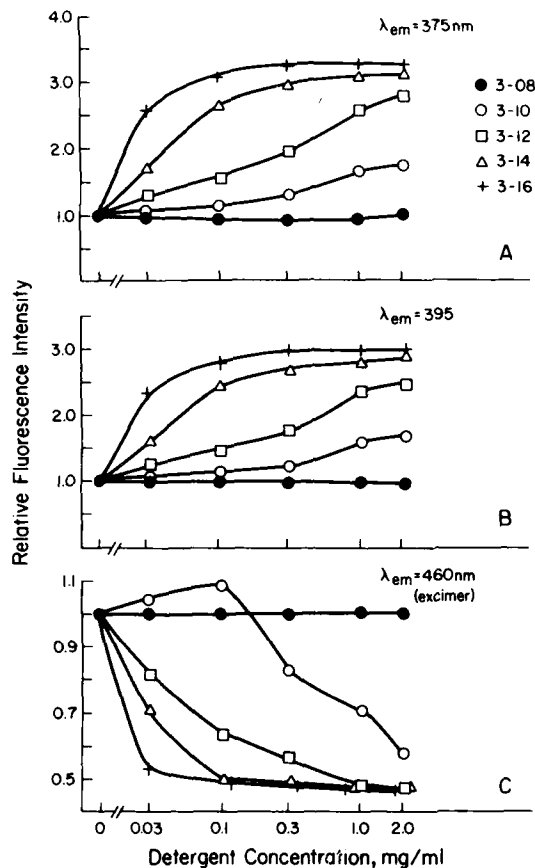 4.0
3.0
2.0
1.0
λem=375nm
3-08
3-10
3-12
3-14
3-16
A
3.0
2.0
1.0
λem=395
B
1.1
0.9
0.7
0.5
λem=460nm
(excimer)
C
0
0.03
0.1
0.3
1.0
2.0
Relative Fluorescence Intensity
Detergent Concentration, mg/ml